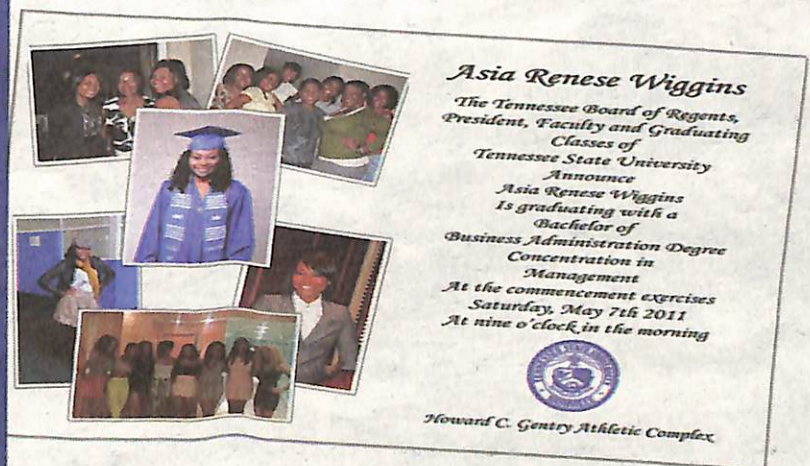 Asia Renese Wiggins
The Tennessee Board of Regents,
President, Faculty and Graduating
Classes of
Tennessee State University
Announce
Asia Renese Wiggins
Is graduating with a
Bachelor of
Business Administration Degree
Concentration in
Management
At the commencement exercises
Saturday, May 7th 2011
At nine o'clock in the morning
Howard C. Gentry Athletic Complex